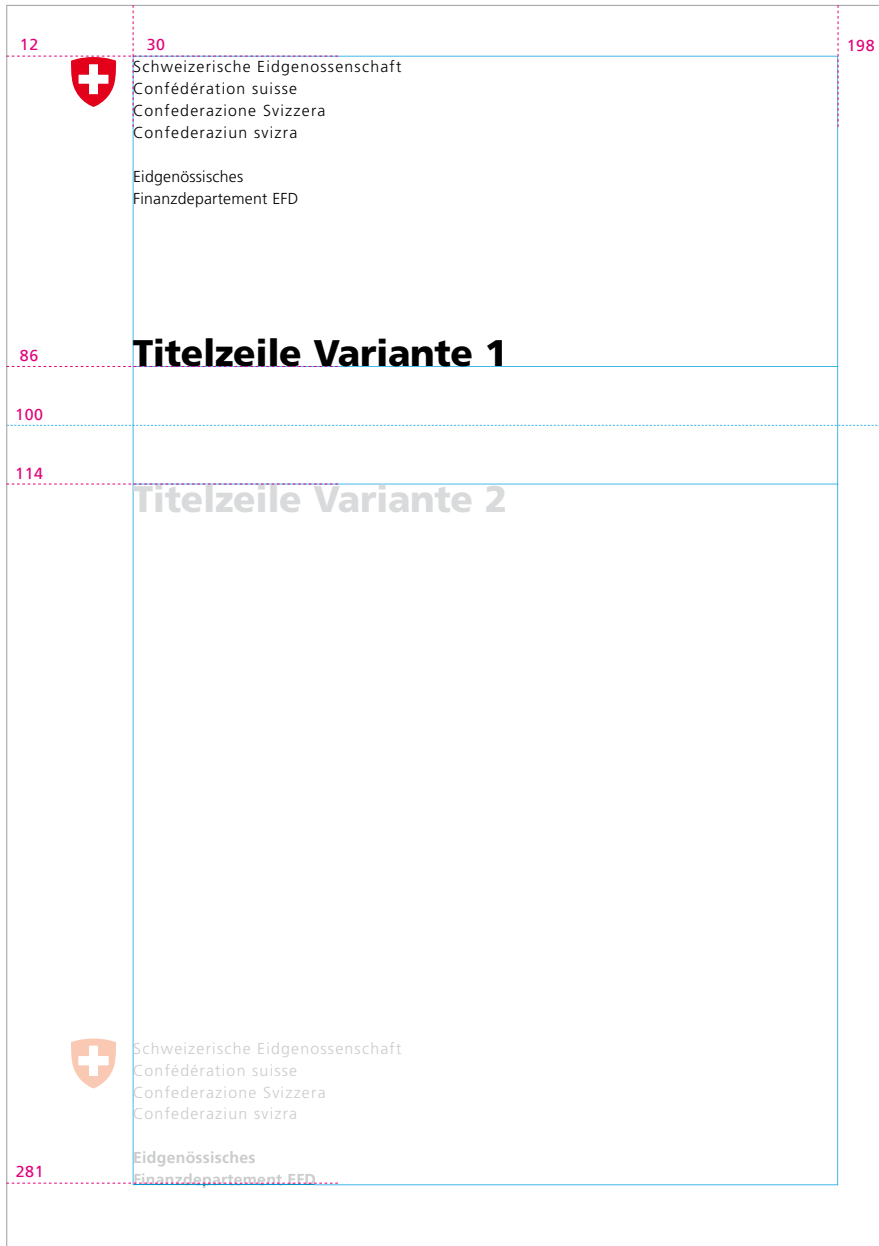 12
30
198
Schweizerische Eidgenossenschaft
Confédération suisse
Confederazione Svizzera
Confederaziun svizra
Eidgenössisches
Finanzdepartement EFD
86
Titelzeile Variante 1
100
114
Titelzeile Variante 2
Schweizerische Eidgenossenschaft
Confédération suisse
Confederazione Svizzera
Confederaziun svizra
Eidgenössisches
281
Finanzdepartement EFD